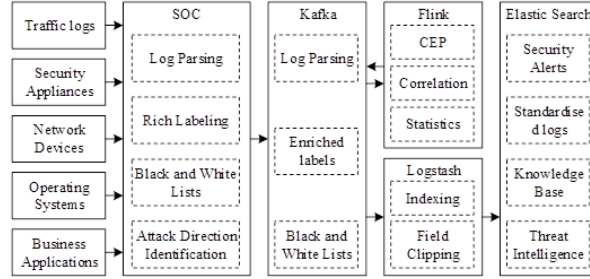 Traffic logs
Security
Appliances
Network
Devices
Operating
Systems
Business
Applications
SOC
Log Parsing
Rich Labeling
Black and White
Lists
Attack Direction
Identification
Kafka
Log Parsing
Enriched
labels
Black and
White Lists
Flink
CEP
Correlation
Statistics
Logstash
Indexing
Field
Clipping
Elastic Search
Security
Alerts
Standardise
d logs
Knowledge
Base
Threat
Intelligence